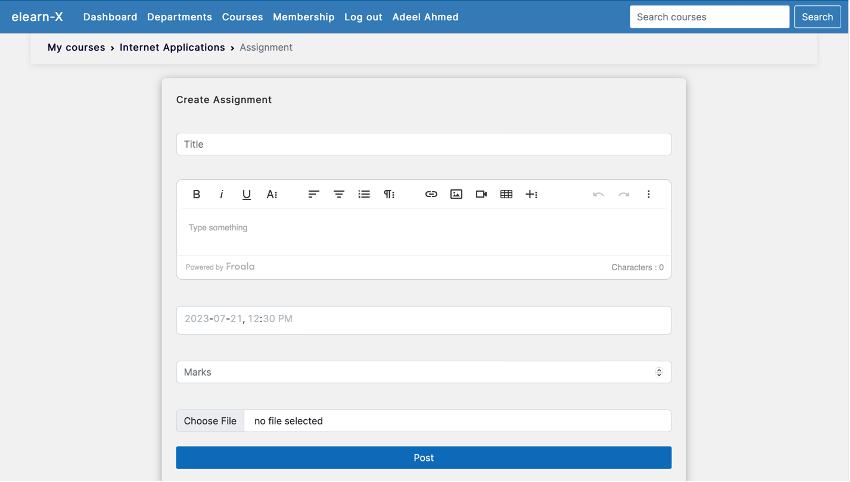 elearn-X Dashboard Departments Courses Membership Log out Adeel Ahmed Search courses Search
My courses › Internet Applications › Assignment
Create Assignment
Title
B i U A
Type something
Powered by Froala Characters : 0
2023-07-21, 12:30 PM
Marks
Choose File no file selected
Post